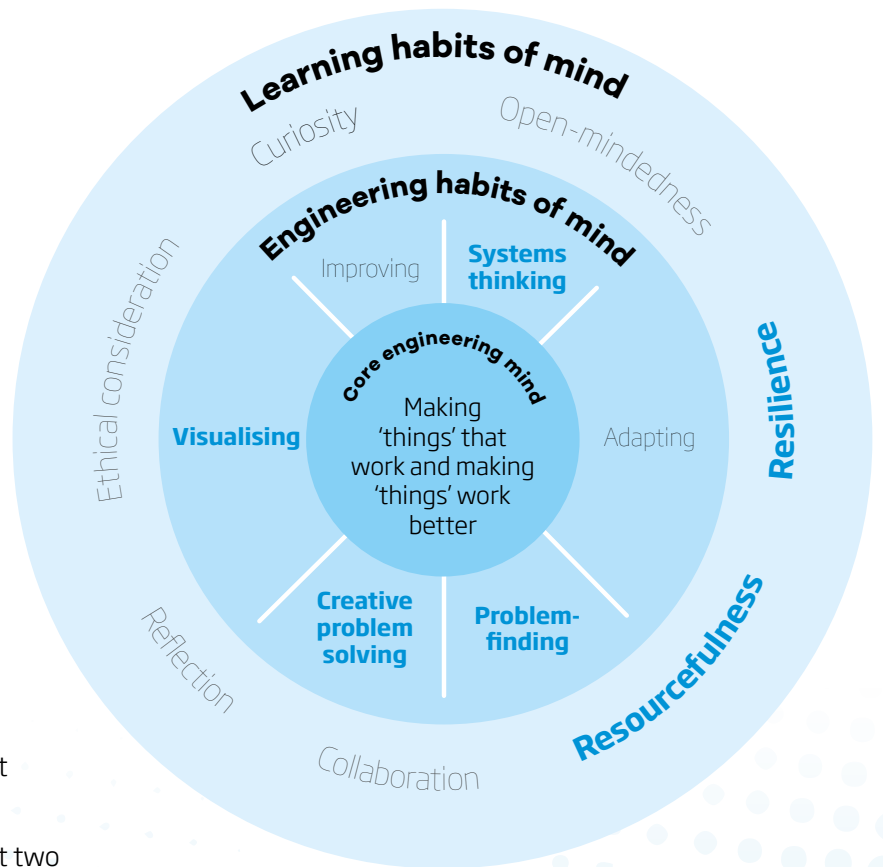 Learning habits of mind
Curiosity
Open-mindedness
Resilience
Resourcefulness
Collaboration
Reflection
Ethical consideration
Engineering habits of mind
Improving
Systems
thinking
Adapting
Problem-
finding
Creative
problem
solving
Visualising
Core engineering mind
Making
'things' that
work and making
'things' work
better
t
t two